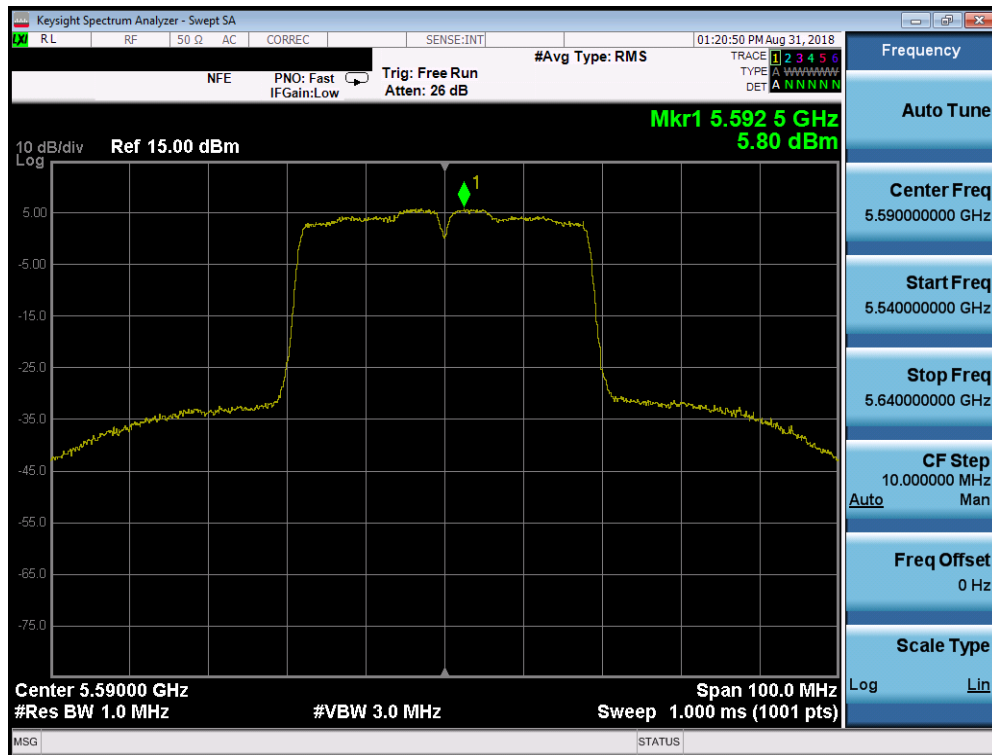 Keysight Spectrum Analyzer - Swept SA
LXI RL RF 50 Ω AC CORREC SENSE:INT 01:20:50 PM Aug 31, 2018
#Avg Type: RMS
TRACE 1 2 3 4 5 6
NFE PNO: Fast Trig: Free Run TYPE A WWWWW
IFGain:Low Atten: 26 dB DET A N N N N N
Mkr1 5.592 5 GHz
5.80 dBm
10 dB/div Ref 15.00 dBm
Log
1
5.00
-5.00
-15.0
-25.0
-35.0
-45.0
-55.0
-65.0
-75.0
Center 5.59000 GHz Span 100.0 MHz
#Res BW 1.0 MHz #VBW 3.0 MHz Sweep 1.000 ms (1001 pts)
MSG STATUS
Frequency
Auto Tune
Center Freq
5.590000000 GHz
Start Freq
5.540000000 GHz
Stop Freq
5.640000000 GHz
CF Step
10.000000 MHz
Auto Man
Freq Offset
0 Hz
Scale Type
Log Lin